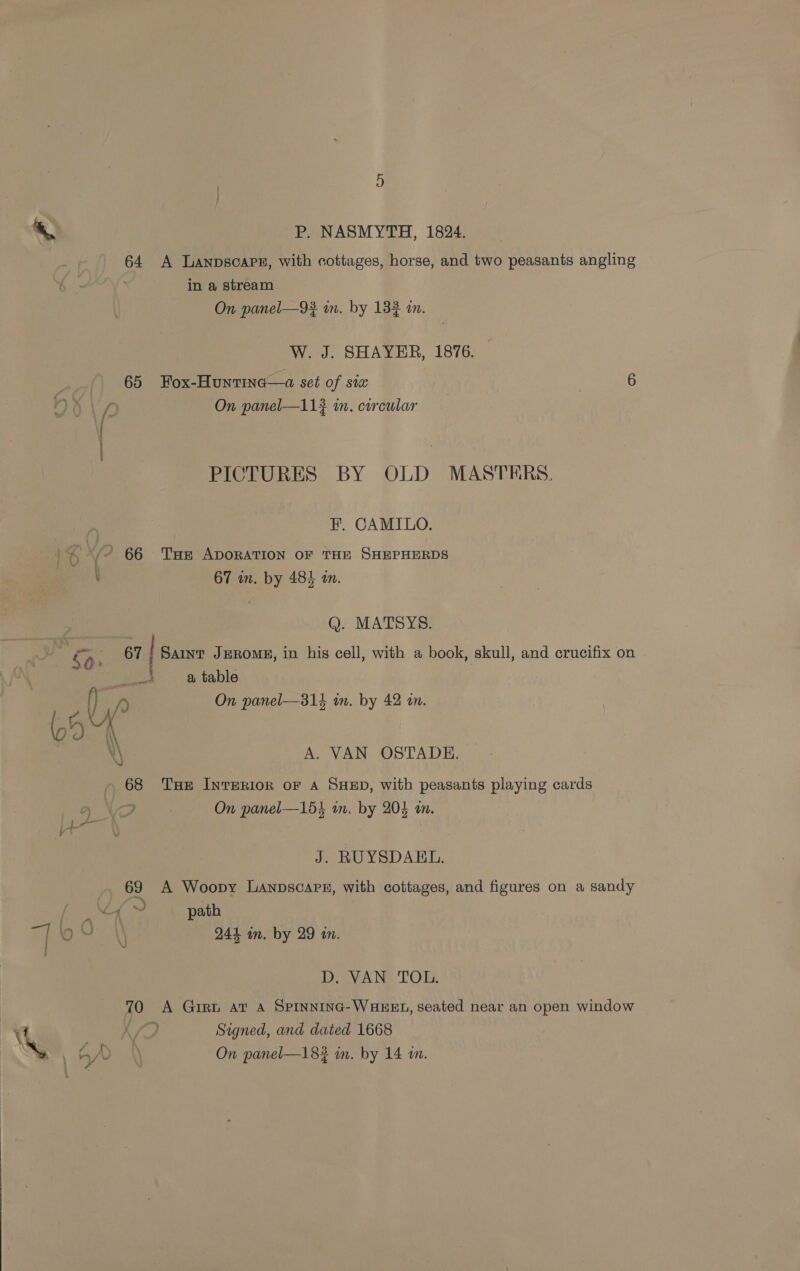 5
P. NASMYTH, 1824.
64 A LANDSCAPE, with cottages, horse, and two peasants angling
in a stream
On panel—9¾ in. by 13¾ in.
W. J. SHAYER, 1876.
65 FOX-HUNTING—a set of six 6
On panel—11¾ in. circular
PICTURES BY OLD MASTERS.
F. CAMILO.
66 THE ADORATION OF THE SHEPHERDS
67 in. by 48½ in.
Q. MATSYS.
67 SAINT JEROME, in his cell, with a book, skull, and crucifix on
a table
On panel—31½ in. by 42 in.
A. VAN OSTADE.
68 THE INTERIOR OF A SHED, with peasants playing cards
On panel—15½ in. by 20½ in.
J. RUYSDAEL.
69 A WOODY LANDSCAPE, with cottages, and figures on a sandy
path
24½ in. by 29 in.
D. VAN TOL.
70 A GIRL AT A SPINNING-WHEEL, seated near an open window
Signed, and dated 1668
On panel—18¾ in. by 14 in.